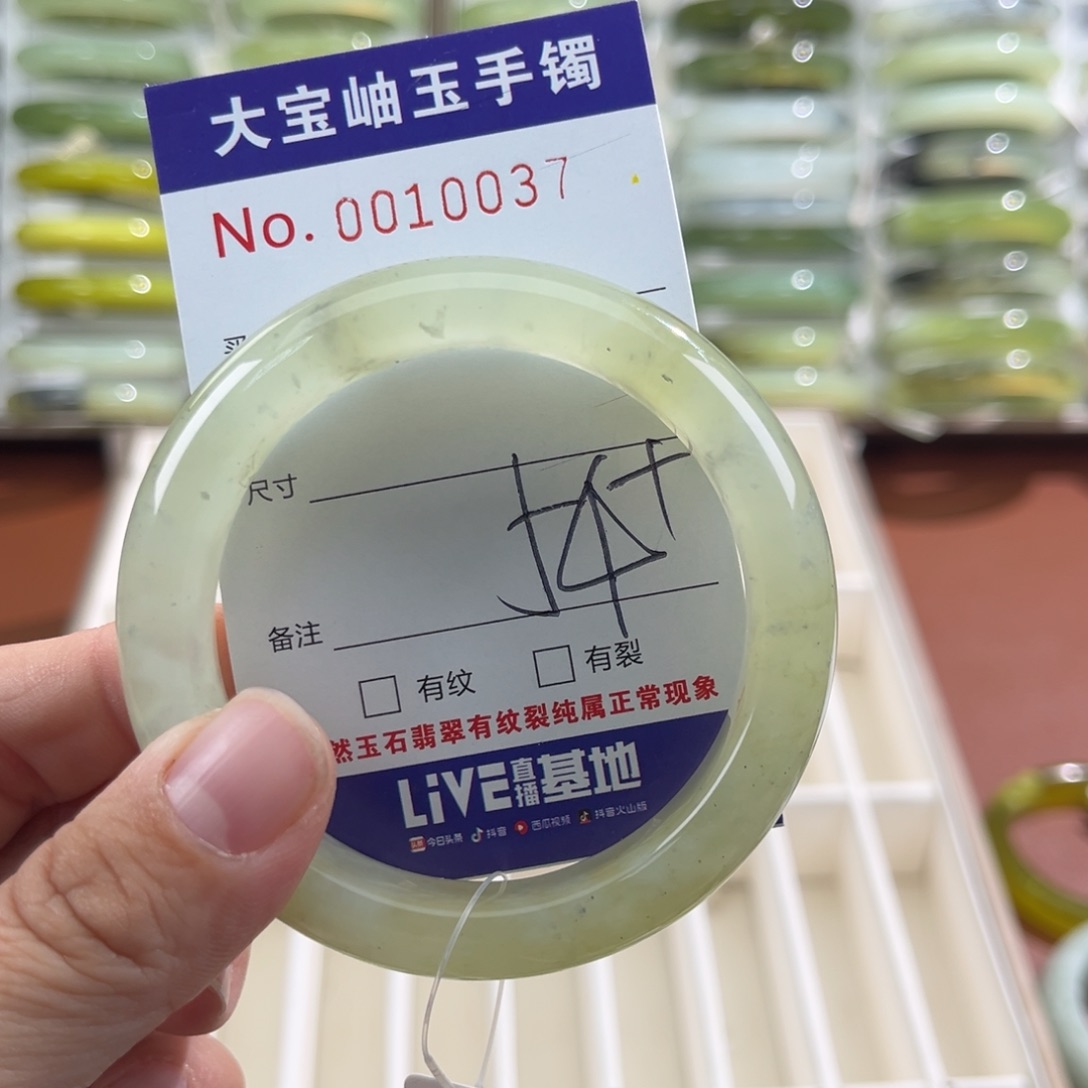 大宝岫玉手镯
No. 0010037
尺寸
备注
有纹 有裂
然玉石翡翠有纹裂纯属正常现象
LiVE直播基地
今日头条 抖音 西瓜视频 抖音火山版